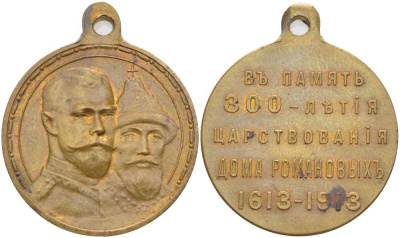 ВЪ ПАМЯТЬ
300-ЛѢТІЯ
ЦАРСТВОВАНІЯ
ДОМА РОМАНОВЫХЪ
1613-1913